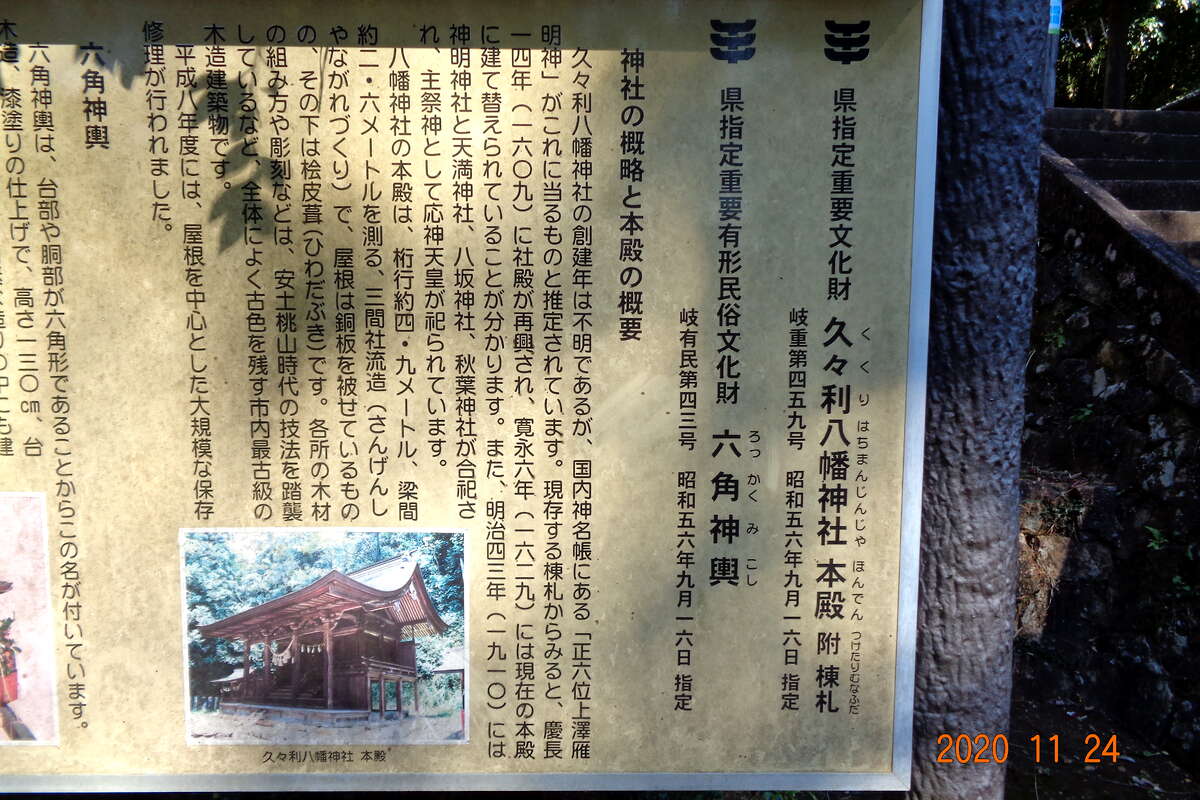 県指定重要文化財 久々利八幡神社 本殿 附 棟札
くくり はちまんじんじゃ ほんでん つけたりむなふだ
岐重第四五九号 昭和五六年九月一六日 指定
県指定重要有形民俗文化財 六角神輿
ろっかく みこし
岐有民第四三号 昭和五六年九月一六日 指定
神社の概略と本殿の概要
久々利八幡神社の創建年は不明であるが、国内神名帳にある「正六位上澤雁
明神」がこれに当るものと推定されています。現存する棟札からみると、慶長
一四年(一六〇九)に社殿が再興され、寛永六年(一六二九)には現在の本殿
に建て替えられていることが分かります。また、明治四三年(一九一〇)には
神明神社と天満神社、八坂神社、秋葉神社が合祀さ
れ、主祭神として応神天皇が祀られています。
八幡神社の本殿は、桁行約四・九メートル、梁間
約二・六メートルを測る、三間社流造(さんげんし
ゃながれづくり)で、屋根は銅板を被せているもの
の、その下は桧皮葺(ひわだぶき)です。各所の木材
の組み方や彫刻などは、安土桃山時代の技法を踏襲
しているなど、全体によく古色を残す市内最古級の
木造建築物です。
平成八年度には、屋根を中心とした大規模な保存
修理が行われました。
六角神輿
六角神輿は、台部や胴部が六角形であることからこの名が付いています。
木造、漆塗りの仕上げで、高さ一三〇㎝、台
久々利八幡神社 本殿
2020 11 24